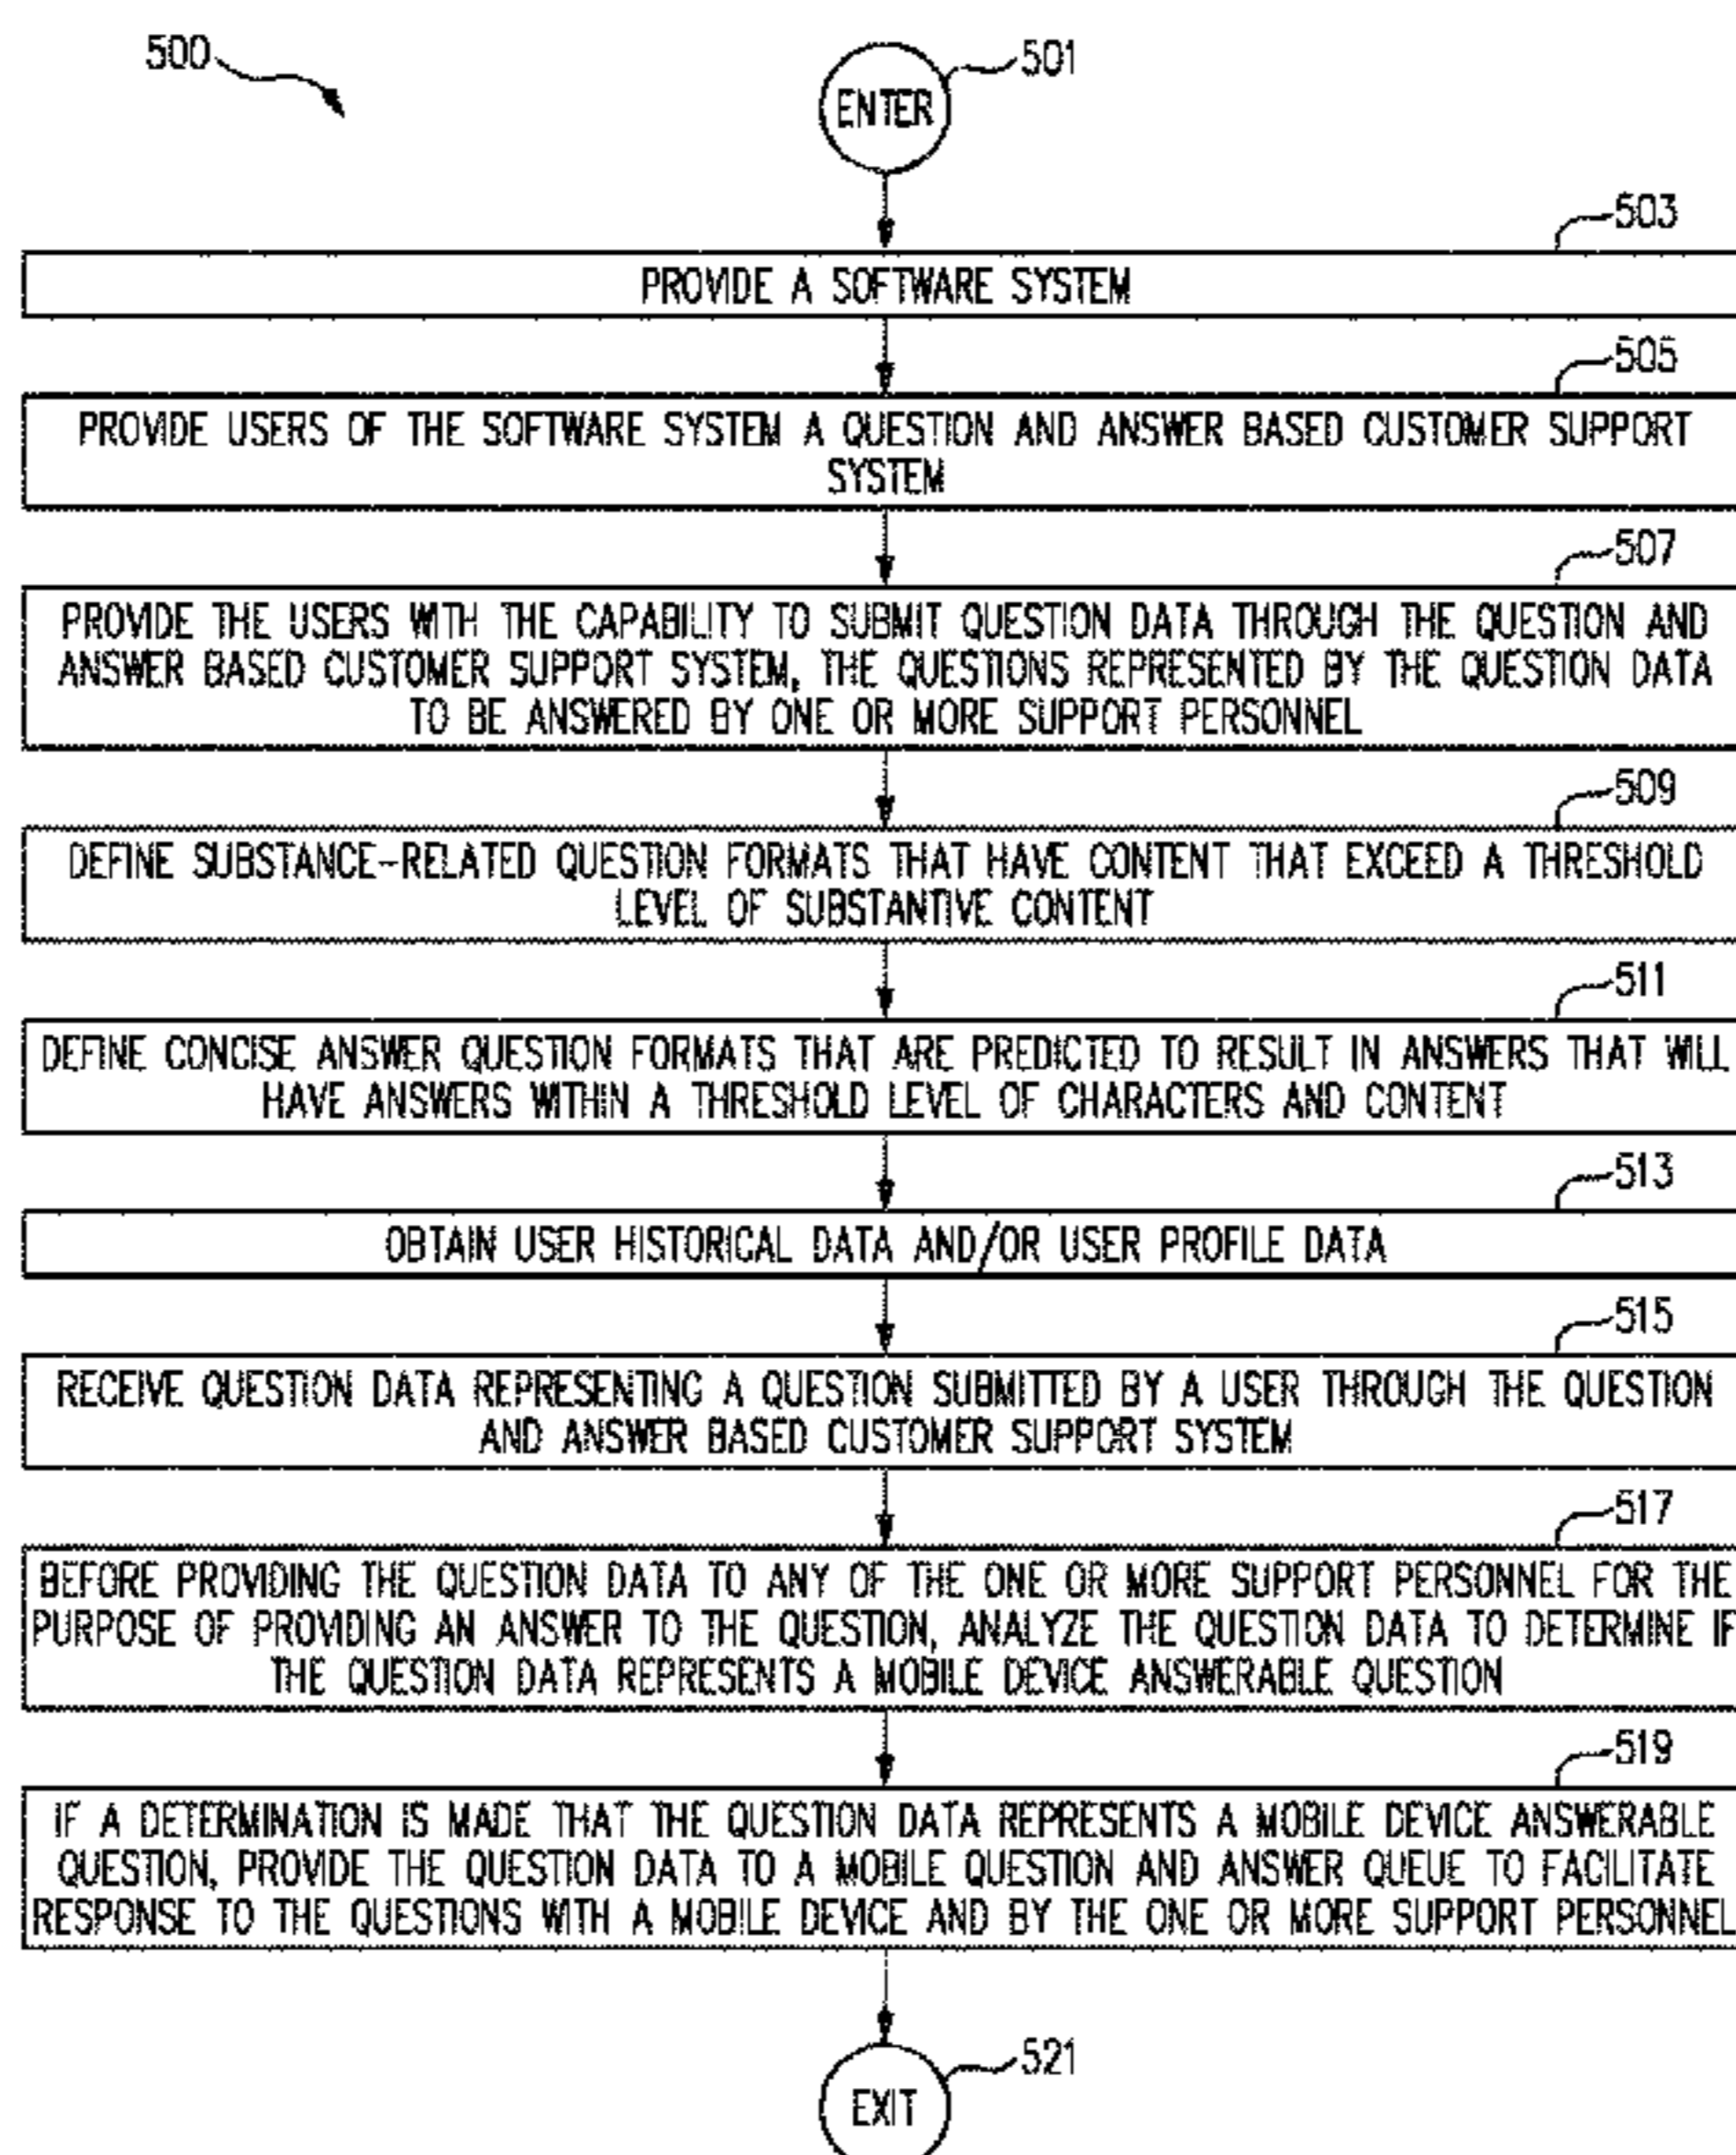 500
501
ENTER
503
PROVIDE A SOFTWARE SYSTEM
505
PROVIDE USERS OF THE SOFTWARE SYSTEM A QUESTION AND ANSWER BASED CUSTOMER SUPPORT
SYSTEM
507
PROVIDE THE USERS WITH THE CAPABILITY TO SUBMIT QUESTION DATA THROUGH THE QUESTION AND
ANSWER BASED CUSTOMER SUPPORT SYSTEM, THE QUESTIONS REPRESENTED BY THE QUESTION DATA
TO BE ANSWERED BY ONE OR MORE SUPPORT PERSONNEL
509
DEFINE SUBSTANCE-RELATED QUESTION FORMATS THAT HAVE CONTENT THAT EXCEED A THRESHOLD
LEVEL OF SUBSTANTIVE CONTENT
511
DEFINE CONCISE ANSWER QUESTION FORMATS THAT ARE PREDICTED TO RESULT IN ANSWERS THAT WILL
HAVE ANSWERS WITHIN A THRESHOLD LEVEL OF CHARACTERS AND CONTENT
513
OBTAIN USER HISTORICAL DATA AND/OR USER PROFILE DATA
515
RECEIVE QUESTION DATA REPRESENTING A QUESTION SUBMITTED BY A USER THROUGH THE QUESTION
AND ANSWER BASED CUSTOMER SUPPORT SYSTEM
517
BEFORE PROVIDING THE QUESTION DATA TO ANY OF THE ONE OR MORE SUPPORT PERSONNEL FOR THE
PURPOSE OF PROVIDING AN ANSWER TO THE QUESTION, ANALYZE THE QUESTION DATA TO DETERMINE IF
THE QUESTION DATA REPRESENTS A MOBILE DEVICE ANSWERABLE QUESTION
519
IF A DETERMINATION IS MADE THAT THE QUESTION DATA REPRESENTS A MOBILE DEVICE ANSWERABLE
QUESTION, PROVIDE THE QUESTION DATA TO A MOBILE QUESTION AND ANSWER QUEUE TO FACILITATE
RESPONSE TO THE QUESTIONS WITH A MOBILE DEVICE AND BY THE ONE OR MORE SUPPORT PERSONNEL
521
EXIT